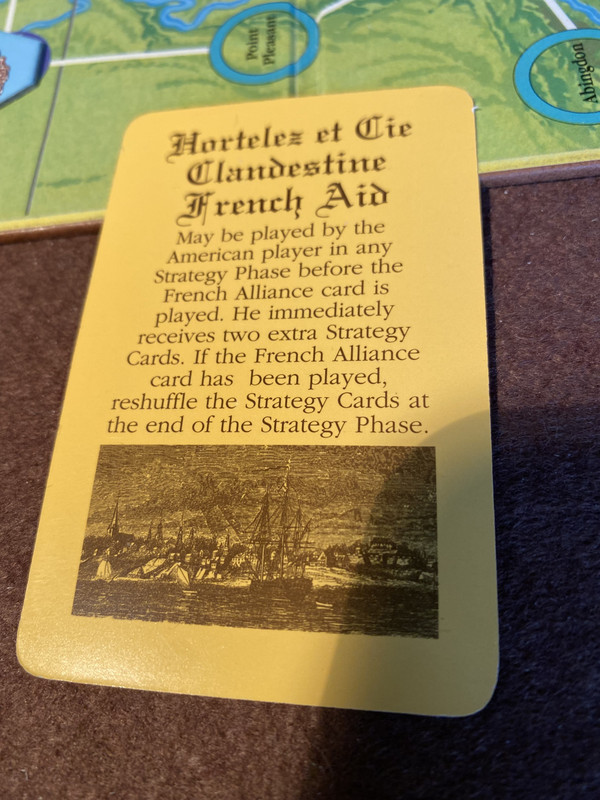 Point
Pleasant
Abingdon
Hortelez et Cie
Clandestine
French Aid
May be played by the
American player in any
Strategy Phase before the
French Alliance card is
played. He immediately
receives two extra Strategy
Cards. If the French Alliance
card has been played,
reshuffle the Strategy Cards at
the end of the Strategy Phase.